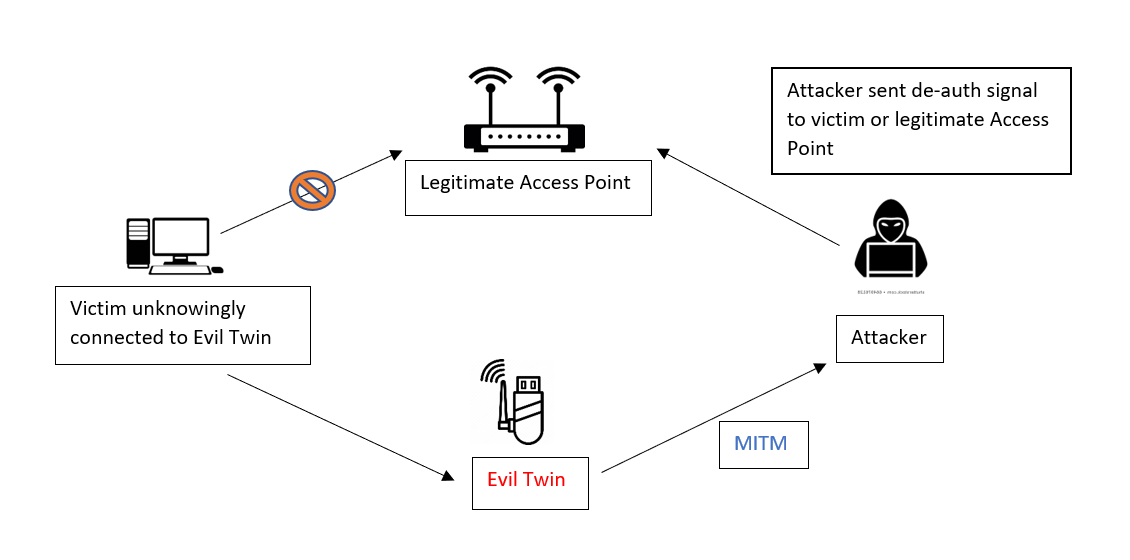 Attacker sent de-auth signal
to victim or legitimate Access
Point
Legitimate Access Point
Victim unknowingly
connected to Evil Twin
Attacker
MITM
Evil Twin